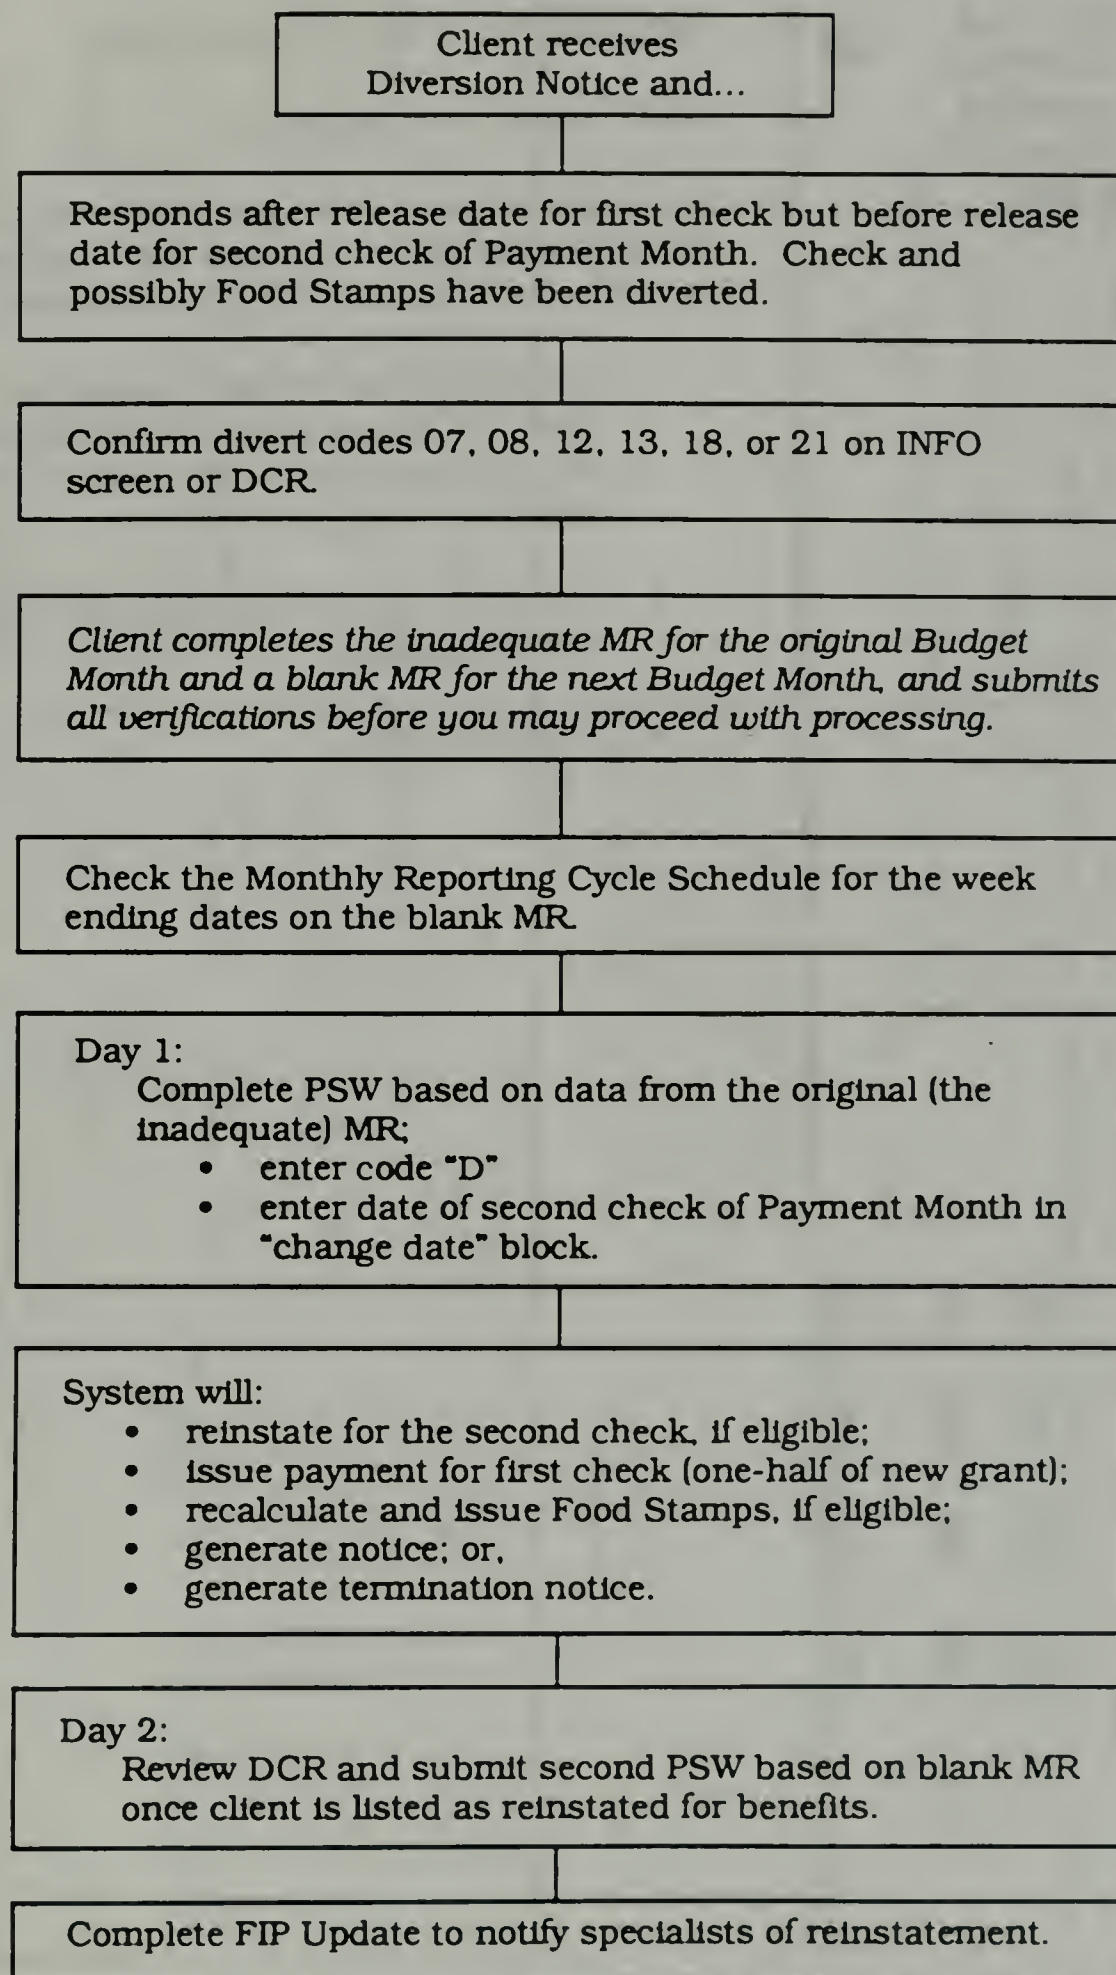 Client receives
Diversion Notice and...
Responds after release date for first check but before release
date for second check of Payment Month. Check and
possibly Food Stamps have been diverted.
Confirm divert codes 07, 08, 12, 13, 18, or 21 on INFO
screen or DCR.
Client completes the inadequate MR for the original Budget
Month and a blank MR for the next Budget Month, and submits
all verifications before you may proceed with processing.
Check the Monthly Reporting Cycle Schedule for the week
ending dates on the blank MR.
Day 1:
Complete PSW based on data from the original (the
inadequate) MR;
• enter code "D"
• enter date of second check of Payment Month in
"change date" block.
System will:
• reinstate for the second check, if eligible;
• issue payment for first check (one-half of new grant);
• recalculate and issue Food Stamps, if eligible;
• generate notice; or,
• generate termination notice.
Day 2:
Review DCR and submit second PSW based on blank MR
once client is listed as reinstated for benefits.
Complete FIP Update to notify specialists of reinstatement.